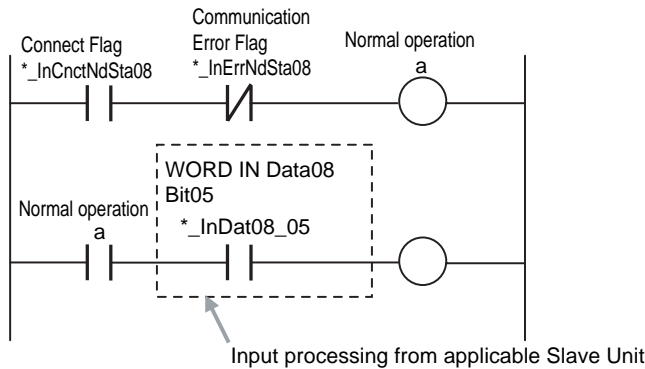 Connect Flag
*_InCnctNdSta08
Communication
Error Flag
*_InErrNdSta08
Normal operation
a
WORD IN Data08
Bit05
Normal operation
a
*_InDat08_05
Input processing from applicable Slave Unit